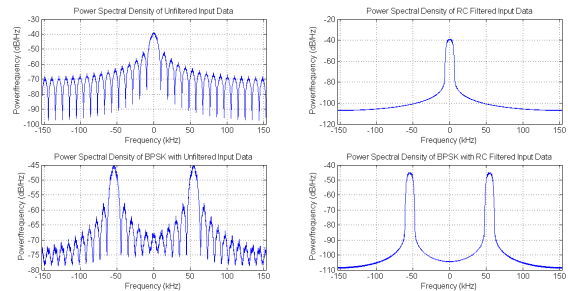 Power Spectral Density of Unfiltered Input Data
Power/frequency (dB/Hz)
-30
-40
-50
-60
-70
-80
-90
-100
-150 -100 -50 0 50 100 150
Frequency (kHz)
Power Spectral Density of RC Filtered Input Data
Power/frequency (dB/Hz)
-20
-40
-60
-80
-100
-120
-150 -100 -50 0 50 100 150
Frequency (kHz)
Power Spectral Density of BPSK with Unfiltered Input Data
Power/frequency (dB/Hz)
-45
-50
-55
-60
-65
-70
-75
-80
-150 -100 -50 0 50 100 150
Frequency (kHz)
Power Spectral Density of BPSK with RC Filtered Input Data
Power/frequency (dB/Hz)
-40
-50
-60
-70
-80
-90
-100
-110
-150 -100 -50 0 50 100 150
Frequency (kHz)